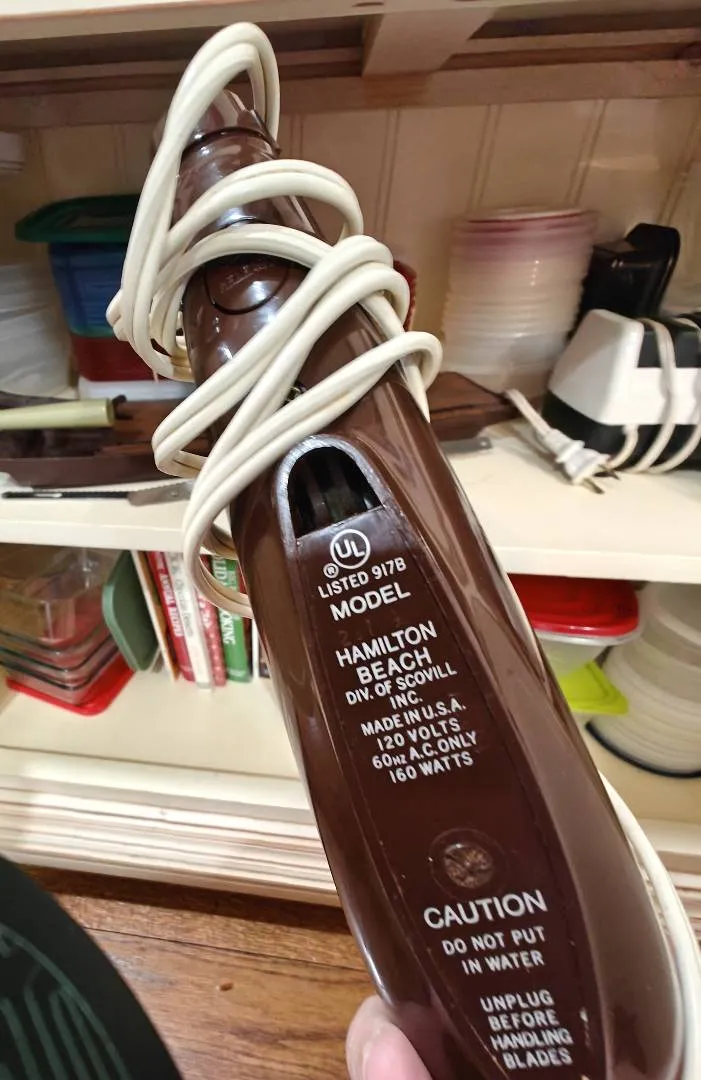 UL
®
LISTED 917B
MODEL
HAMILTON
BEACH
DIV. OF SCOVILL
INC.
MADE IN U.S.A.
120 VOLTS
60HZ A.C. ONLY
160 WATTS
CAUTION
DO NOT PUT
IN WATER
UNPLUG
BEFORE
HANDLING
BLADES